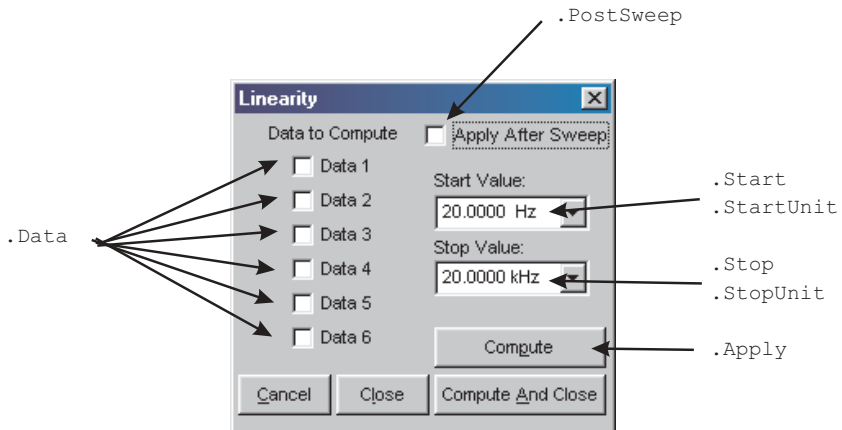 .PostSweep
Linearity
Data to Compute
Apply After Sweep
Data 1
Data 2
Data 3
Data 4
Data 5
Data 6
.Data
Start Value:
20.0000 Hz
.Start
.StartUnit
Stop Value:
20.0000 kHz
.Stop
.StopUnit
Compute
.Apply
Cancel
Close
Compute And Close